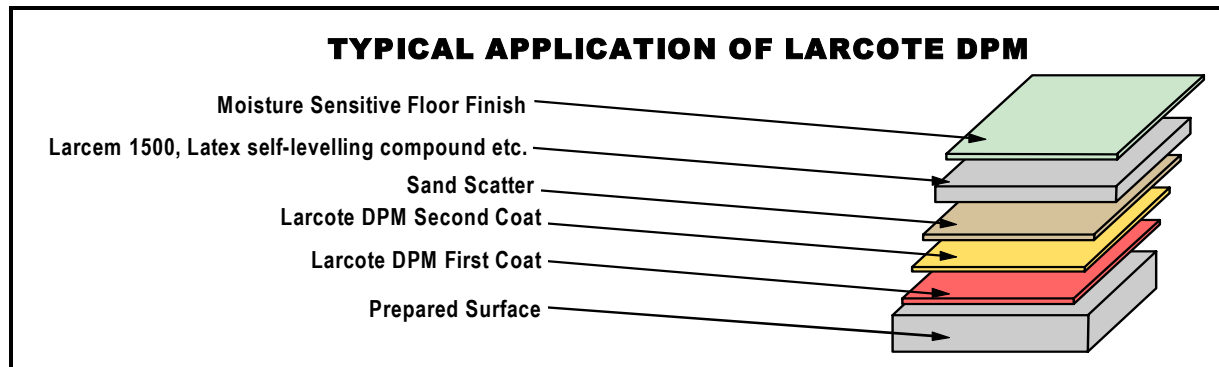 TYPICAL APPLICATION OF LARCOTE DPM
Moisture Sensitive Floor Finish
Larcem 1500, Latex self-levelling compound etc.
Sand Scatter
Larcote DPM Second Coat
Larcote DPM First Coat
Prepared Surface